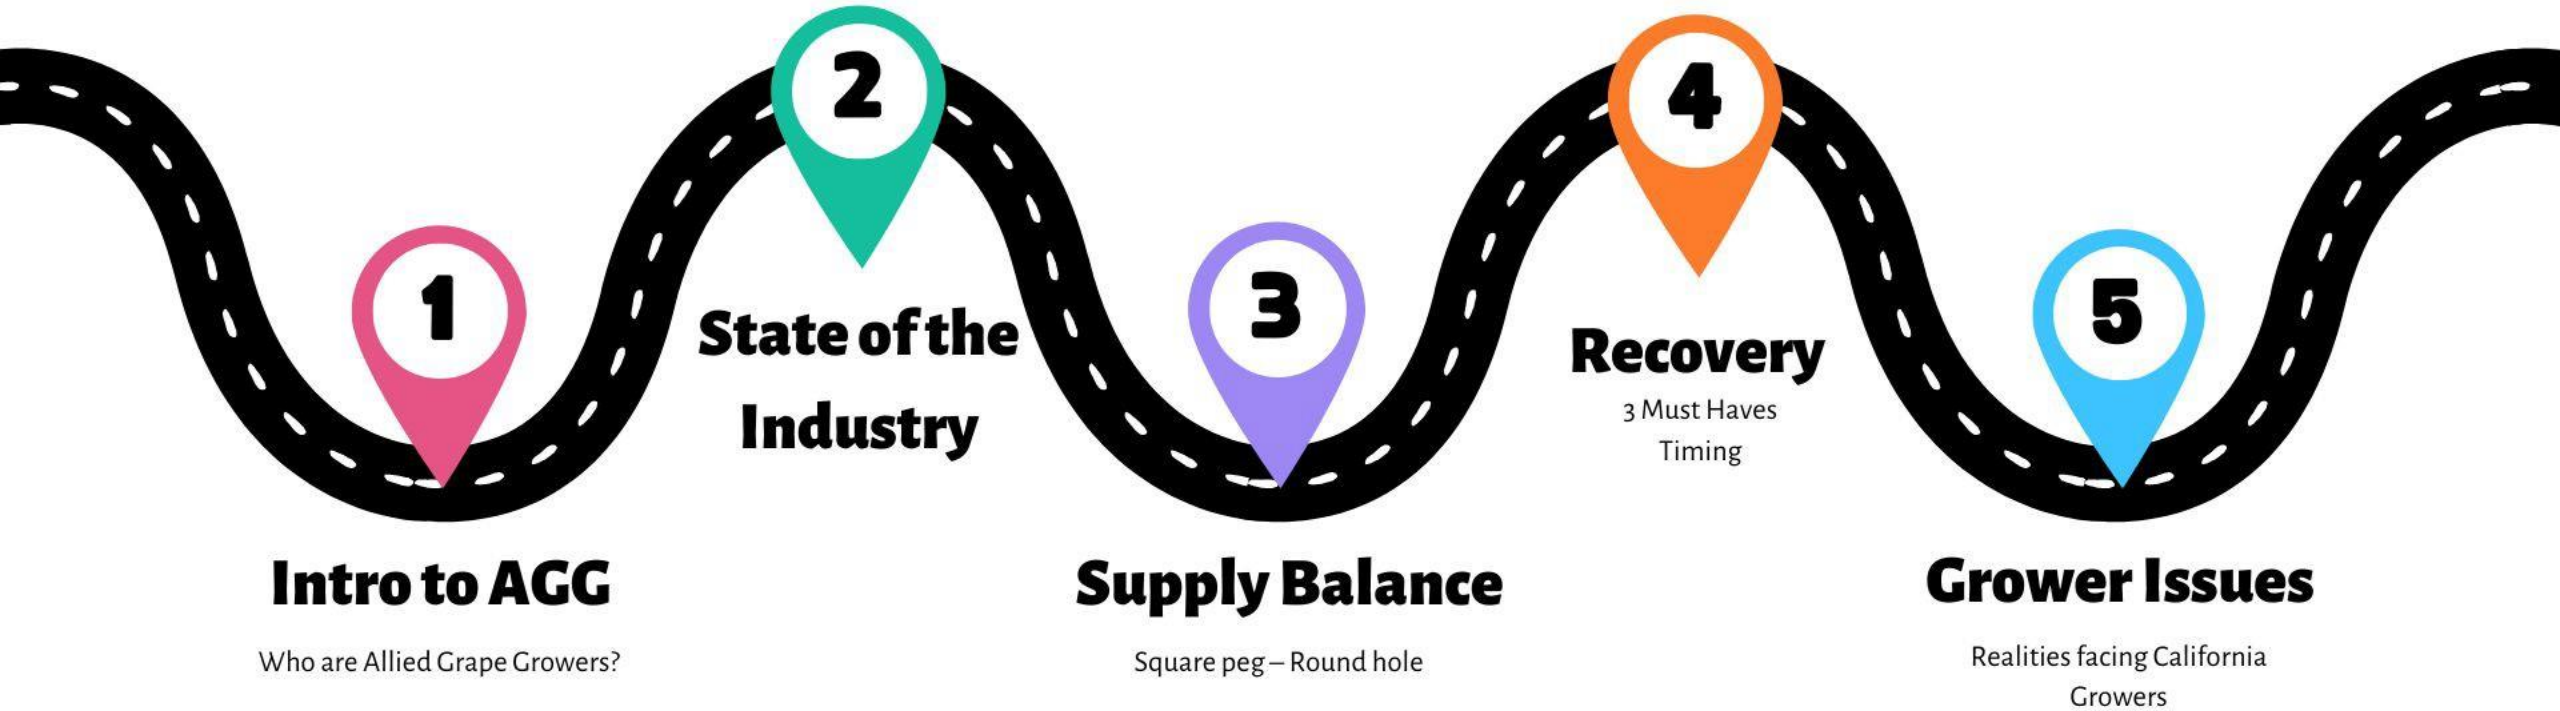 1
Intro to AGG
Who are Allied Grape Growers?
2
State of the
Industry
3
Supply Balance
Square peg – Round hole
4
Recovery
3 Must Haves
Timing
5
Grower Issues
Realities facing California
Growers